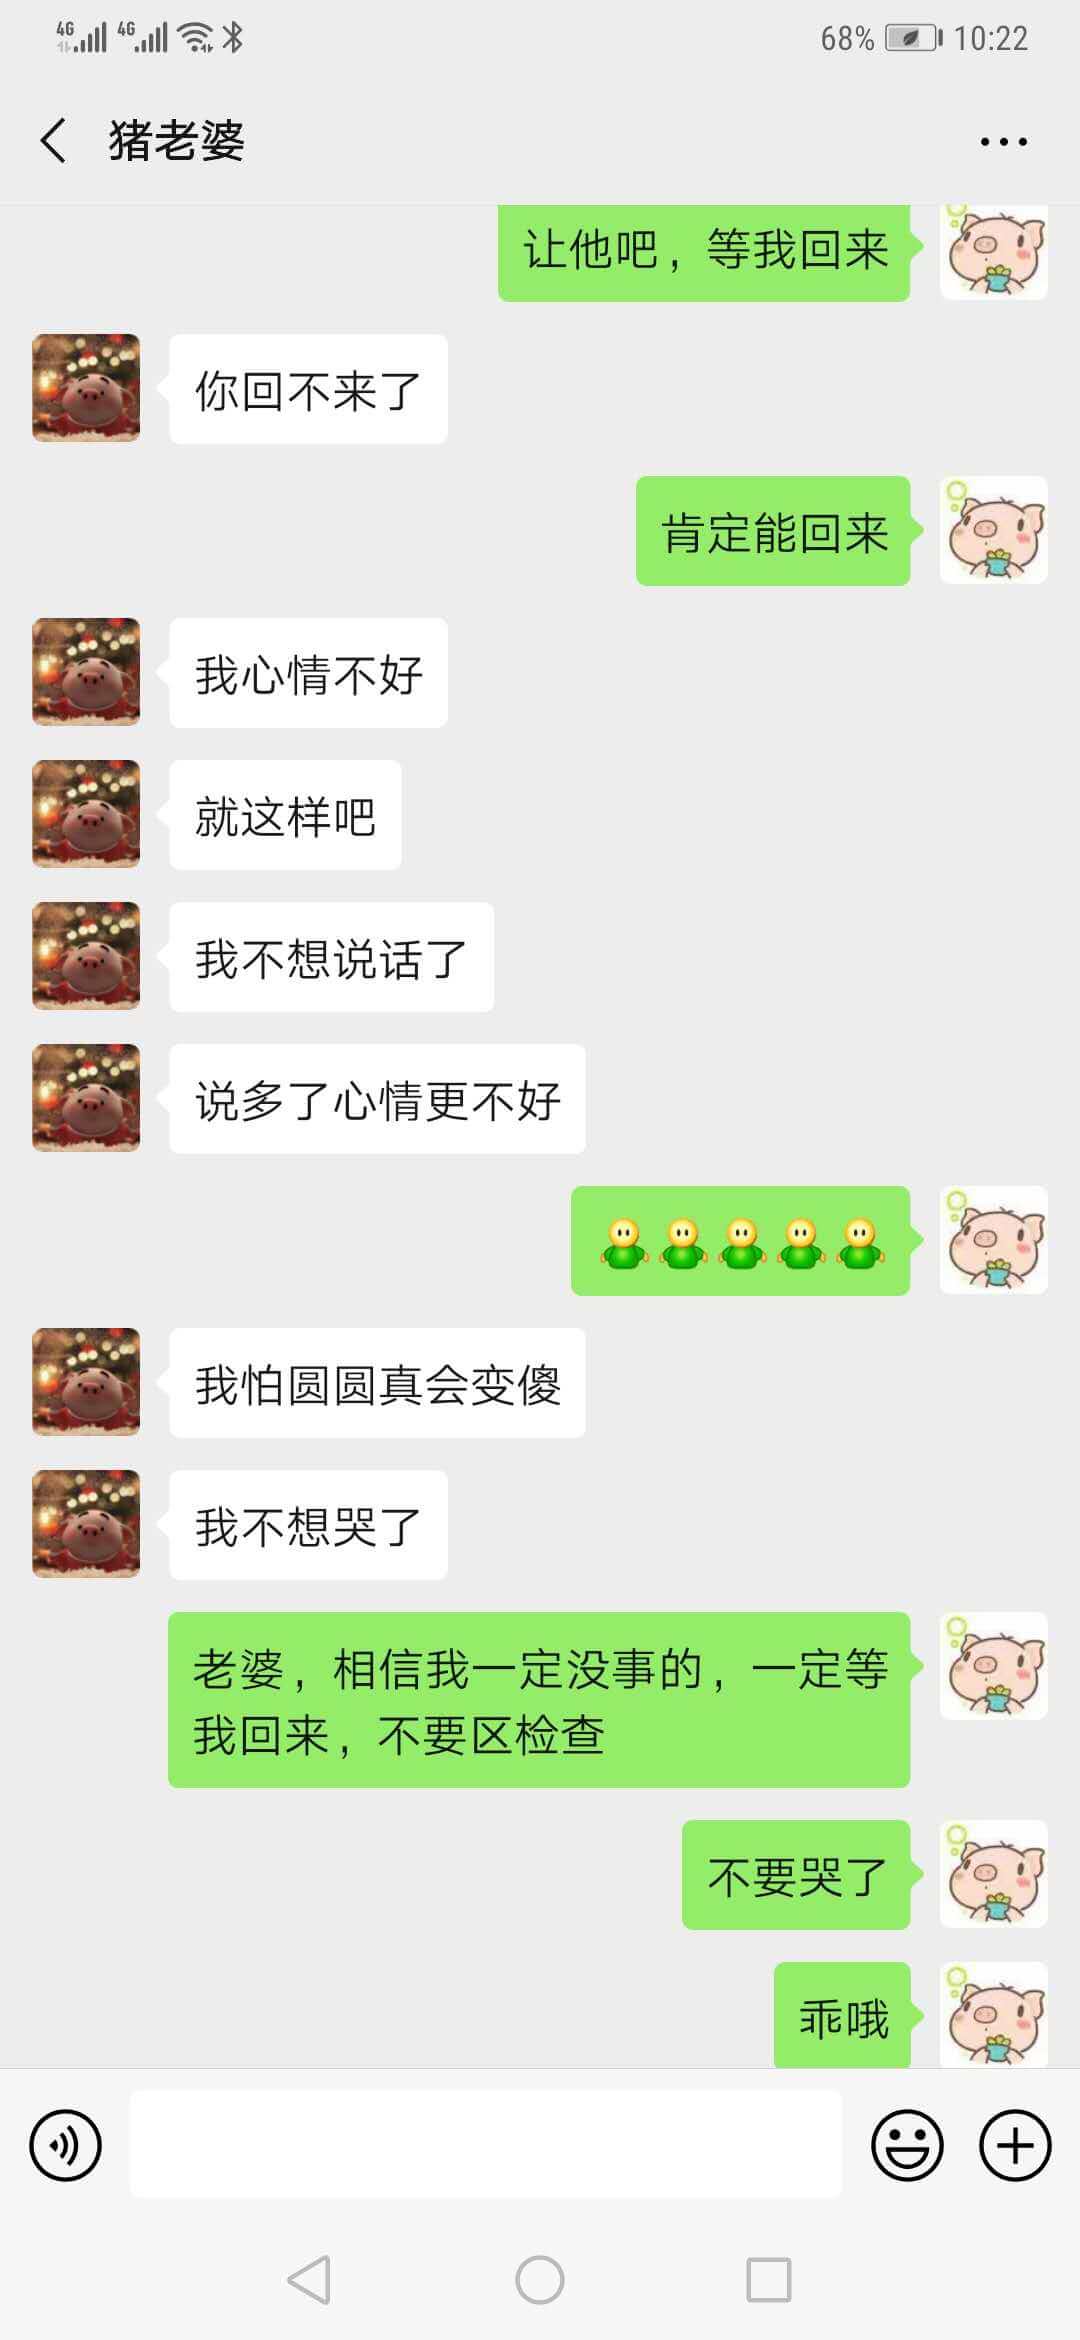 4G 4G 68% 10:22
猪老婆
让他吧，等我回来
你回不来了
肯定能回来
我心情不好
就这样吧
我不想说话了
说多了心情更不好
我怕圆圆真会变傻
我不想哭了
老婆，相信我一定没事的，一定等
我回来，不要区检查
不要哭了
乖哦